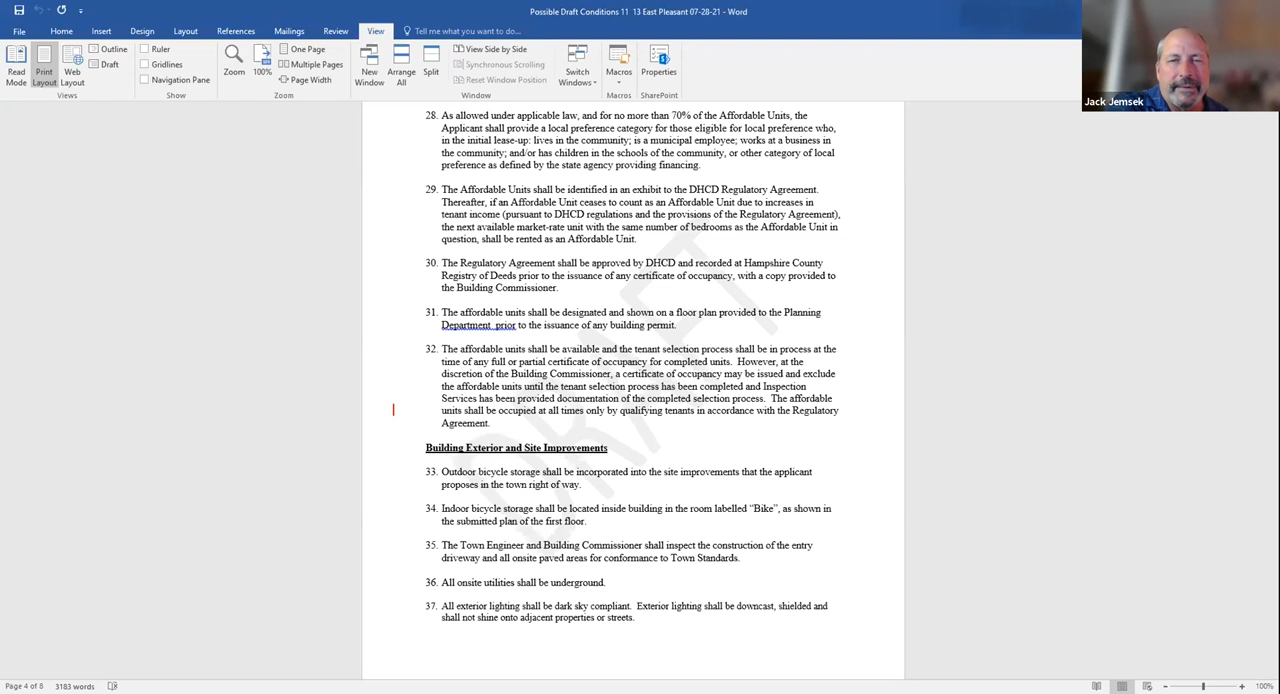 Possible Draft Conditions 11 13 East Pleasant 07-28-21 - Word
File Home Insert Design Layout References Mailings Review View Tell me what you want to do...
Read Mode
Print Layout
Web Layout
Outline
Draft
Views
Ruler
Gridlines
Navigation Pane
Show
Zoom
100%
One Page
Multiple Pages
Page Width
Zoom
New Window
Arrange All
Split
View Side by Side
Synchronous Scrolling
Reset Window Position
Window
Switch Windows
Macros
Macros
Properties
SharePoint
Jack Jemsek
28. As allowed under applicable law, and for no more than 70% of the Affordable Units, the
Applicant shall provide a local preference category for those eligible for local preference who,
in the initial lease-up: lives in the community; is a municipal employee; works at a business in
the community; and/or has children in the schools of the community, or other category of local
preference as defined by the state agency providing financing.
29. The Affordable Units shall be identified in an exhibit to the DHCD Regulatory Agreement.
Thereafter, if an Affordable Unit ceases to count as an Affordable Unit due to increases in
tenant income (pursuant to DHCD regulations and the provisions of the Regulatory Agreement),
the next available market-rate unit with the same number of bedrooms as the Affordable Unit in
question, shall be rented as an Affordable Unit.
30. The Regulatory Agreement shall be approved by DHCD and recorded at Hampshire County
Registry of Deeds prior to the issuance of any certificate of occupancy, with a copy provided to
the Building Commissioner.
31. The affordable units shall be designated and shown on a floor plan provided to the Planning
Department prior to the issuance of any building permit.
32. The affordable units shall be available and the tenant selection process shall be in process at the
time of any full or partial certificate of occupancy for completed units. However, at the
discretion of the Building Commissioner, a certificate of occupancy may be issued and exclude
the affordable units until the tenant selection process has been completed and Inspection
Services has been provided documentation of the completed selection process. The affordable
units shall be occupied at all times only by qualifying tenants in accordance with the Regulatory
Agreement.
Building Exterior and Site Improvements
33. Outdoor bicycle storage shall be incorporated into the site improvements that the applicant
proposes in the town right of way.
34. Indoor bicycle storage shall be located inside building in the room labelled “Bike”, as shown in
the submitted plan of the first floor.
35. The Town Engineer and Building Commissioner shall inspect the construction of the entry
driveway and all onsite paved areas for conformance to Town Standards.
36. All onsite utilities shall be underground.
37. All exterior lighting shall be dark sky compliant. Exterior lighting shall be downcast, shielded and
shall not shine onto adjacent properties or streets.
DRAFT
Page 4 of 8 3183 words
100%